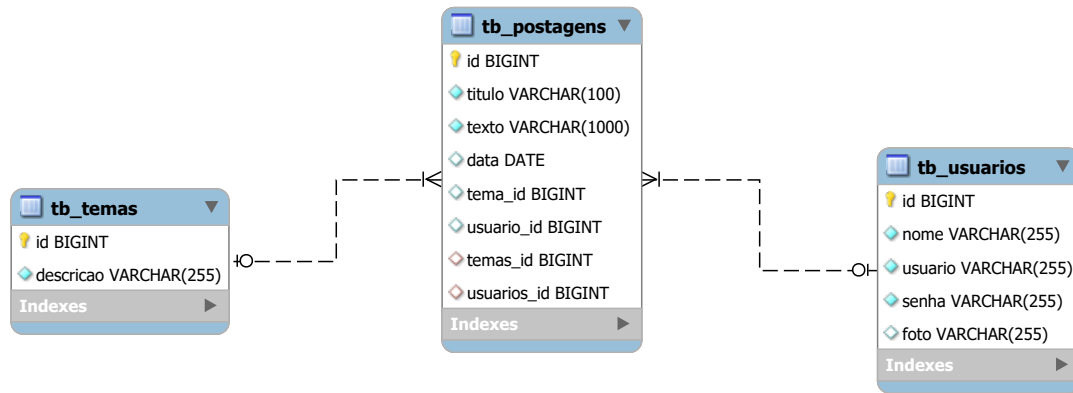 tb_postagens
id BIGINT
titulo VARCHAR(100)
texto VARCHAR(1000)
data DATE
tema_id BIGINT
usuario_id BIGINT
temas_id BIGINT
usuarios_id BIGINT
Indexes
tb_temas
id BIGINT
descricao VARCHAR(255)
Indexes
tb_usuarios
id BIGINT
nome VARCHAR(255)
usuario VARCHAR(255)
senha VARCHAR(255)
foto VARCHAR(255)
Indexes